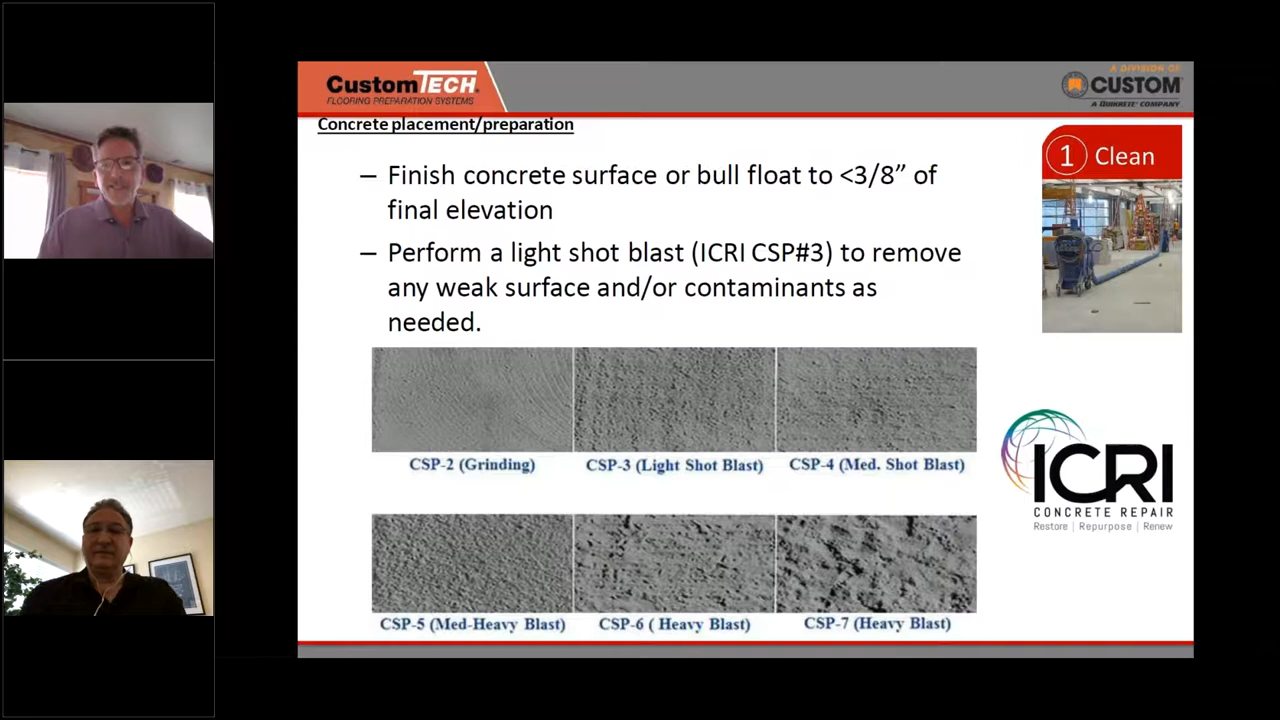 CustomTECH
FLOORING PREPARATION SYSTEMS
A DIVISION OF
CUSTOM
A QUIKRETE® COMPANY
Concrete placement/preparation
1 Clean
– Finish concrete surface or bull float to <3/8” of
final elevation
– Perform a light shot blast (ICRI CSP#3) to remove
any weak surface and/or contaminants as
needed.
CSP-2 (Grinding)
CSP-3 (Light Shot Blast)
CSP-4 (Med. Shot Blast)
ICRI
CONCRETE REPAIR
Restore | Repurpose | Renew
CSP-5 (Med-Heavy Blast)
CSP-6 ( Heavy Blast)
CSP-7 (Heavy Blast)